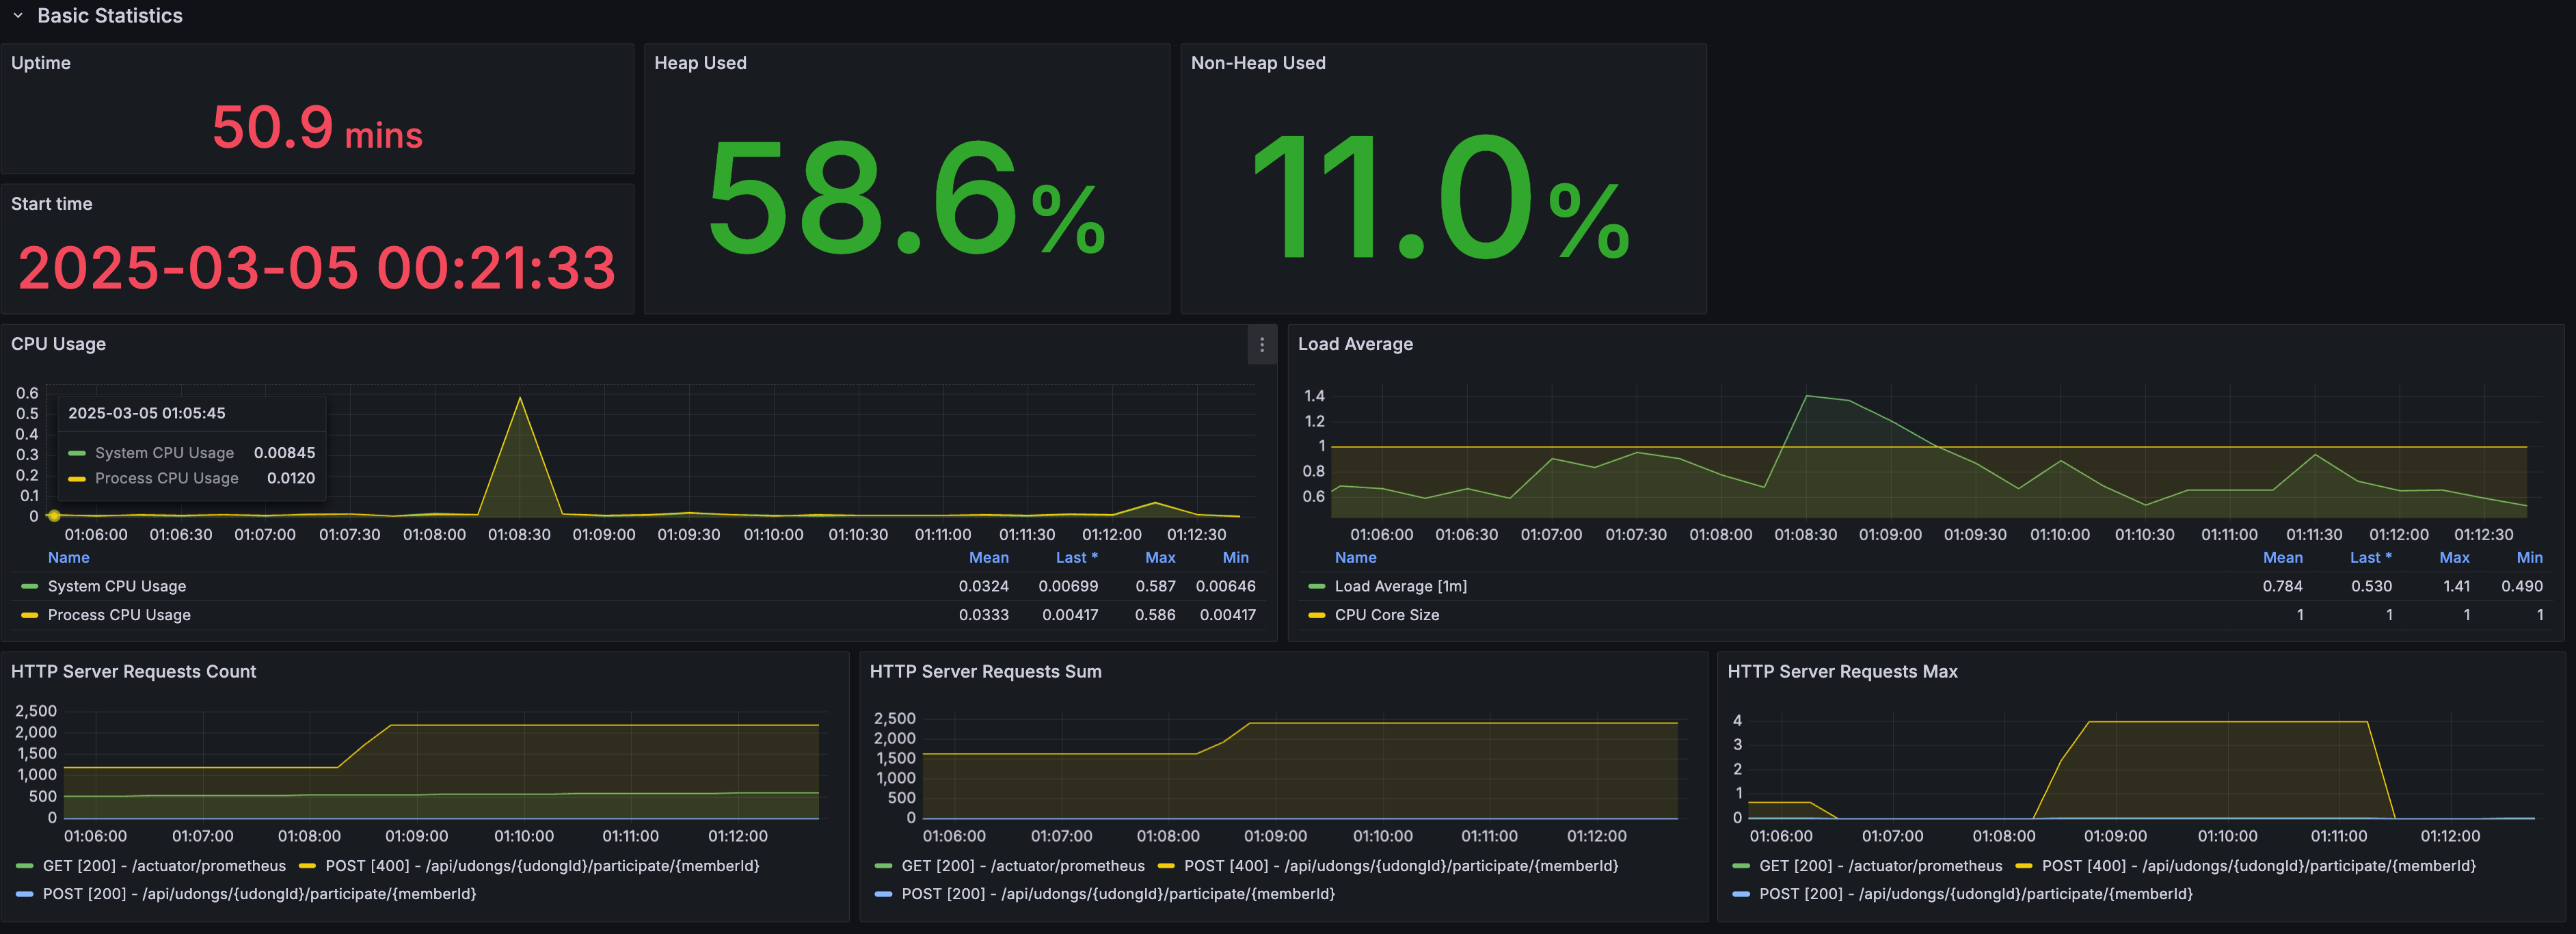 Basic Statistics
Uptime
50.9 mins
Start time
2025-03-05 00:21:33
Heap Used
58.6%
Non-Heap Used
11.0%
CPU Usage
0.6
0.5
0.4
0.3
0.2
0.1
0
2025-03-05 01:05:45
System CPU Usage 0.00845
Process CPU Usage 0.0120
01:06:00 01:06:30 01:07:00 01:07:30 01:08:00 01:08:30 01:09:00 01:09:30 01:10:00 01:10:30 01:11:00 01:11:30 01:12:00 01:12:30
Name Mean Last * Max Min
System CPU Usage 0.0324 0.00699 0.587 0.00646
Process CPU Usage 0.0333 0.00417 0.586 0.00417
Load Average
1.4
1.2
1
0.8
0.6
01:06:00 01:06:30 01:07:00 01:07:30 01:08:00 01:08:30 01:09:00 01:09:30 01:10:00 01:10:30 01:11:00 01:11:30 01:12:00 01:12:30
Name Mean Last * Max Min
Load Average [1m] 0.784 0.530 1.41 0.490
CPU Core Size 1 1 1 1
HTTP Server Requests Count
2,500
2,000
1,500
1,000
500
0
01:06:00 01:07:00 01:08:00 01:09:00 01:10:00 01:11:00 01:12:00
GET [200] - /actuator/prometheus POST [400] - /api/udongs/{udongId}/participate/{memberId}
POST [200] - /api/udongs/{udongId}/participate/{memberId}
HTTP Server Requests Sum
2,500
2,000
1,500
1,000
500
0
01:06:00 01:07:00 01:08:00 01:09:00 01:10:00 01:11:00 01:12:00
GET [200] - /actuator/prometheus POST [400] - /api/udongs/{udongId}/participate/{memberId}
POST [200] - /api/udongs/{udongId}/participate/{memberId}
HTTP Server Requests Max
4
3
2
1
0
01:06:00 01:07:00 01:08:00 01:09:00 01:10:00 01:11:00 01:12:00
GET [200] - /actuator/prometheus POST [400] - /api/udongs/{udongId}/participate/{memberId}
POST [200] - /api/udongs/{udongId}/participate/{memberId}